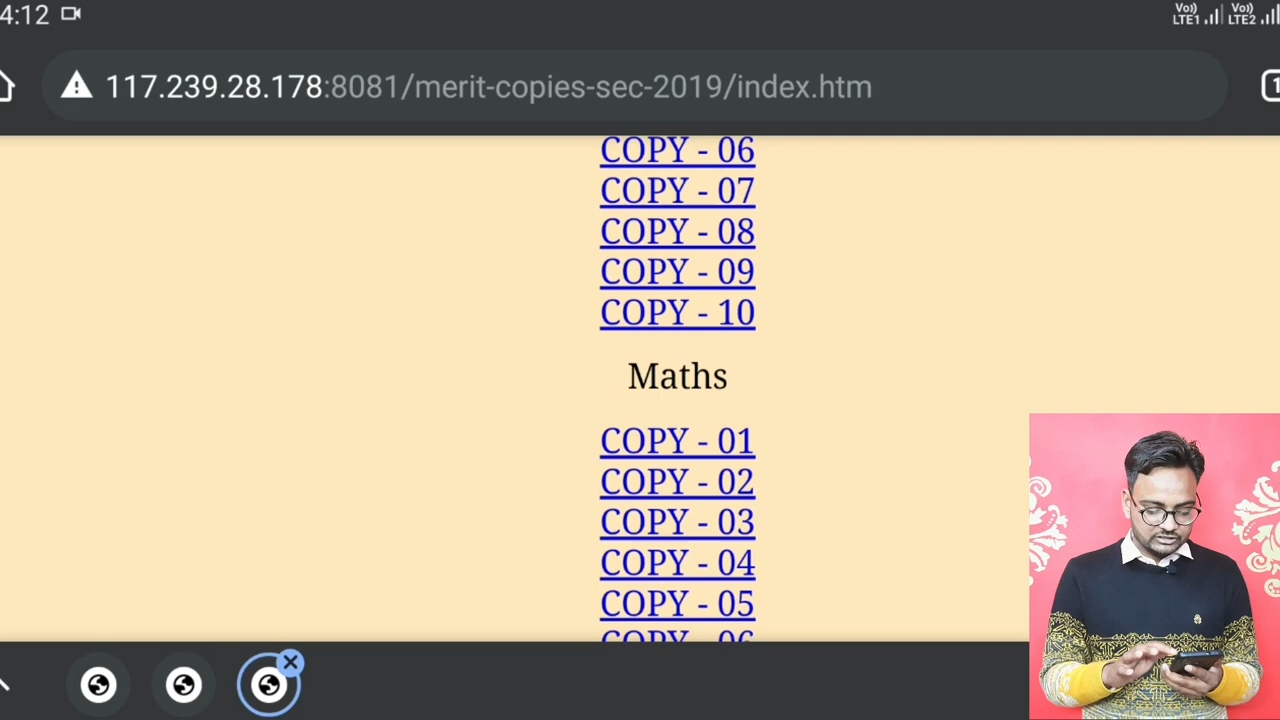 4:12
Vo)) LTE1 Vo)) LTE2
117.239.28.178:8081/merit-copies-sec-2019/index.htm
COPY - 06
COPY - 07
COPY - 08
COPY - 09
COPY - 10
Maths
COPY - 01
COPY - 02
COPY - 03
COPY - 04
COPY - 05
COPY - 06